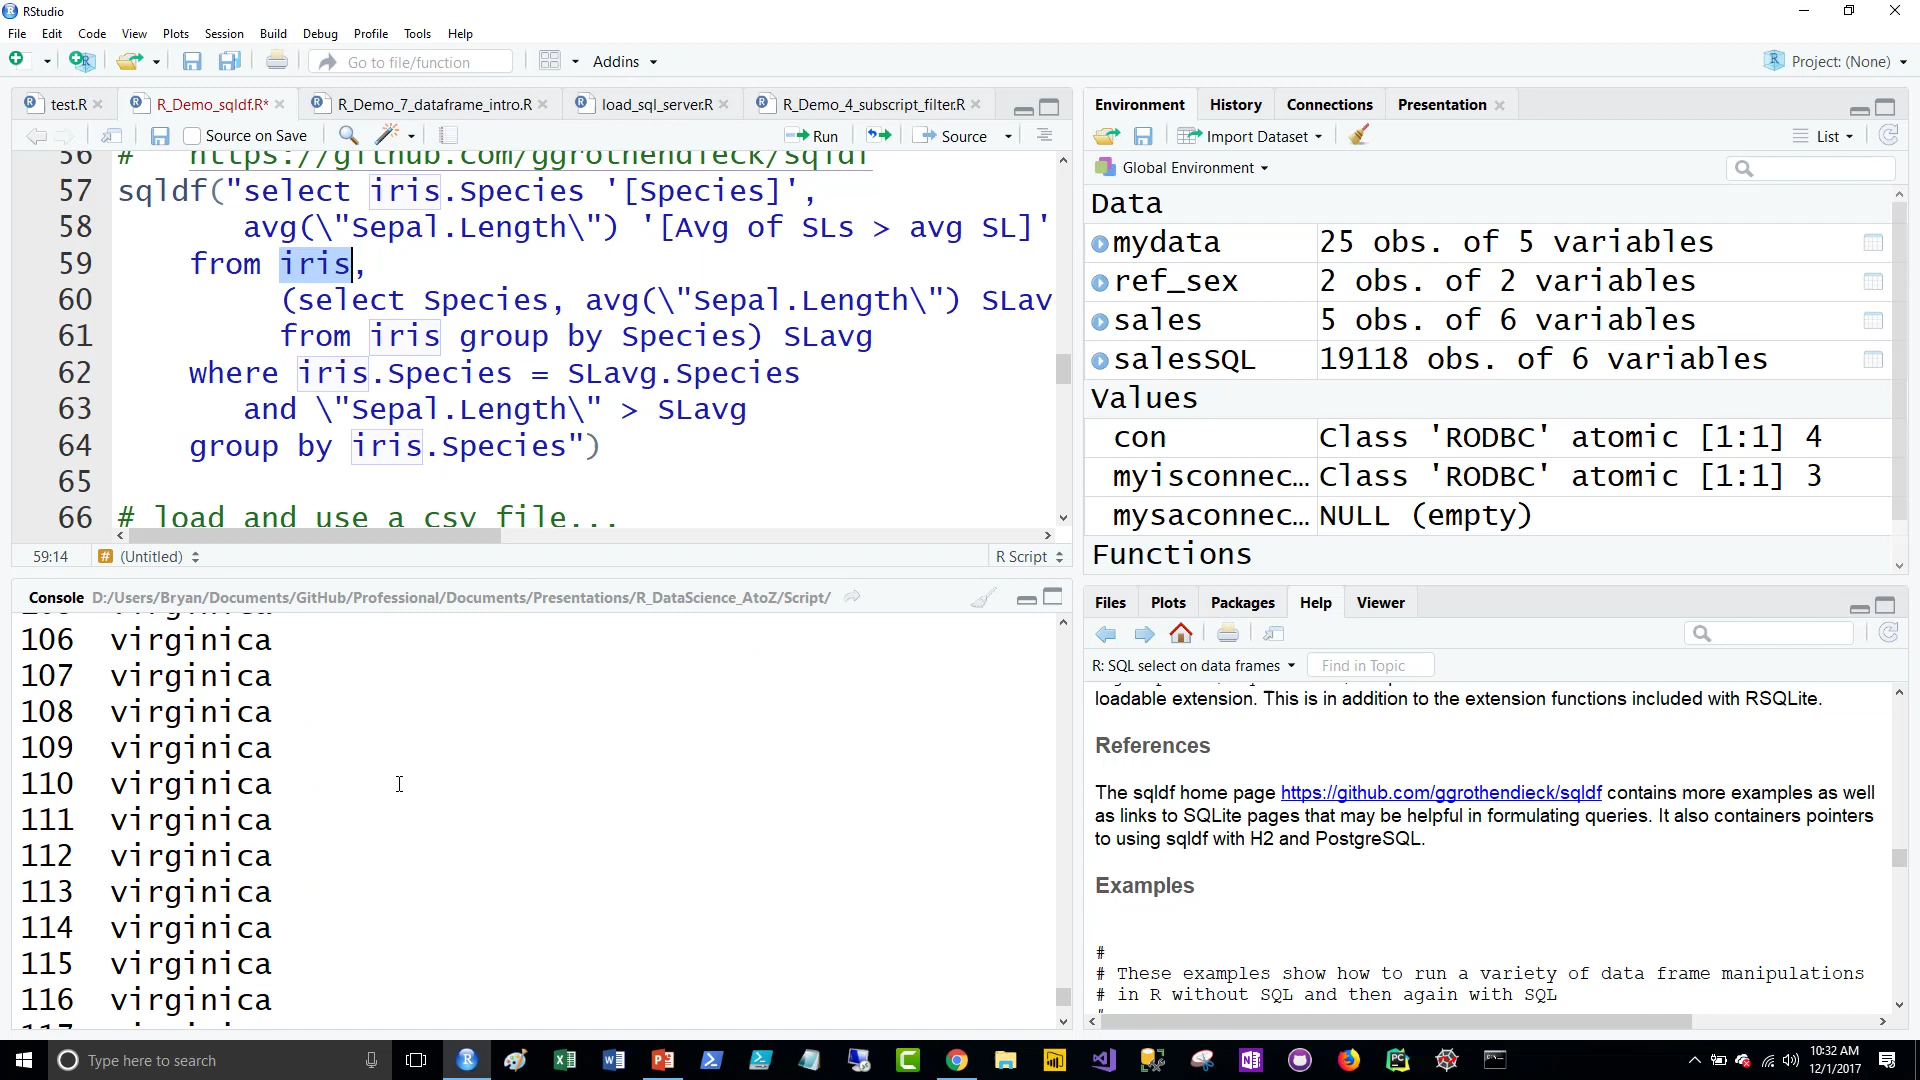 RStudio
File Edit Code View Plots Session Build Debug Profile Tools Help
Go to file/function Addins Project: (None)
test.R R_Demo_sqldf.R* R_Demo_7_dataframe_intro.R load_sql_server.R R_Demo_4_subscript_filter.R
Source on Save Run Source
56 # https://github.com/ggrothendieck/sqldf
57 sqldf("select iris.Species '[Species]',
58 avg(\"Sepal.Length\") '[Avg of SLs > avg SL]'
59 from iris,
60 (select Species, avg(\"Sepal.Length\") SLav
61 from iris group by Species) SLavg
62 where iris.Species = SLavg.Species
63 and \"Sepal.Length\" > SLavg
64 group by iris.Species")
65
66 # load and use a csv file...
59:14 # (Untitled) R Script
Console D:/Users/Bryan/Documents/GitHub/Professional/Documents/Presentations/R_DataScience_AtoZ/Script/
106 virginica
107 virginica
108 virginica
109 virginica
110 virginica
111 virginica
112 virginica
113 virginica
114 virginica
115 virginica
116 virginica
Environment History Connections Presentation
Import Dataset List
Global Environment
Data
mydata 25 obs. of 5 variables
ref_sex 2 obs. of 2 variables
sales 5 obs. of 6 variables
salesSQL 19118 obs. of 6 variables
Values
con Class 'RODBC' atomic [1:1] 4
myisconnec… Class 'RODBC' atomic [1:1] 3
mysaconnec… NULL (empty)
Functions
Files Plots Packages Help Viewer
R: SQL select on data frames Find in Topic
loadable extension. This is in addition to the extension functions included with RSQLite.
References
The sqldf home page https://github.com/ggrothendieck/sqldf contains more examples as well
as links to SQLite pages that may be helpful in formulating queries. It also containers pointers
to using sqldf with H2 and PostgreSQL.
Examples
#
# These examples show how to run a variety of data frame manipulations
# in R without SQL and then again with SQL
Type here to search
10:32 AM
12/1/2017